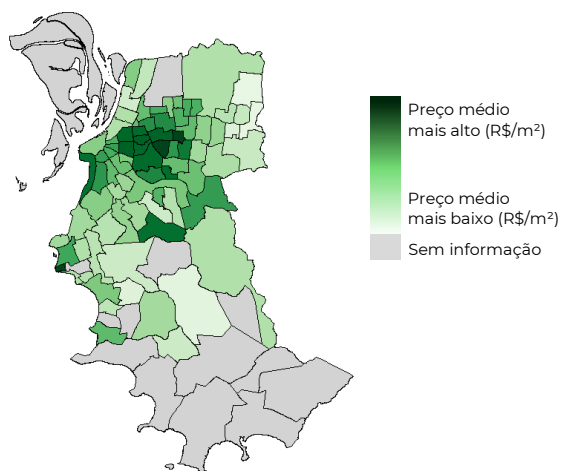 Preço médio
mais alto (R$/m²)
Preço médio
mais baixo (R$/m²)
Sem informação